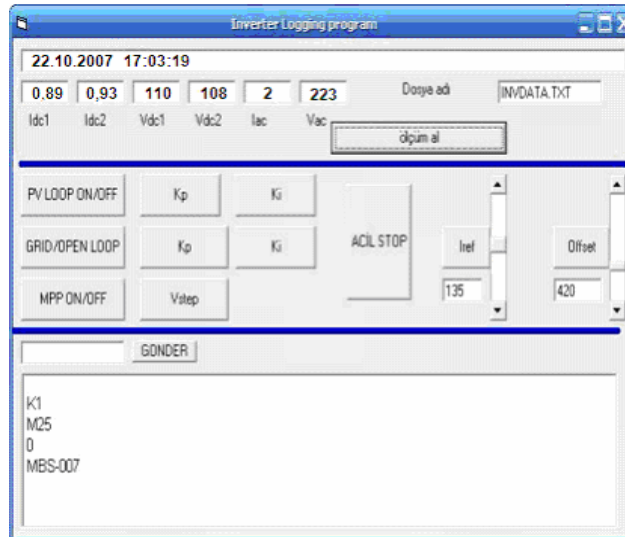 Inverter Logging program
22.10.2007 17:03:19
0,89 0,93 110 108 2 223 Dosya adı INVDATA.TXT
Idc1 Idc2 Vdc1 Vdc2 Iac Vac
ölçüm al
PV LOOP ON/OFF Kp Ki
GRID/OPEN LOOP Kp Ki ACİL STOP Iref Offset
MPP ON/OFF Vstep 135 420
GONDER
K1
M25
0
MBS-007